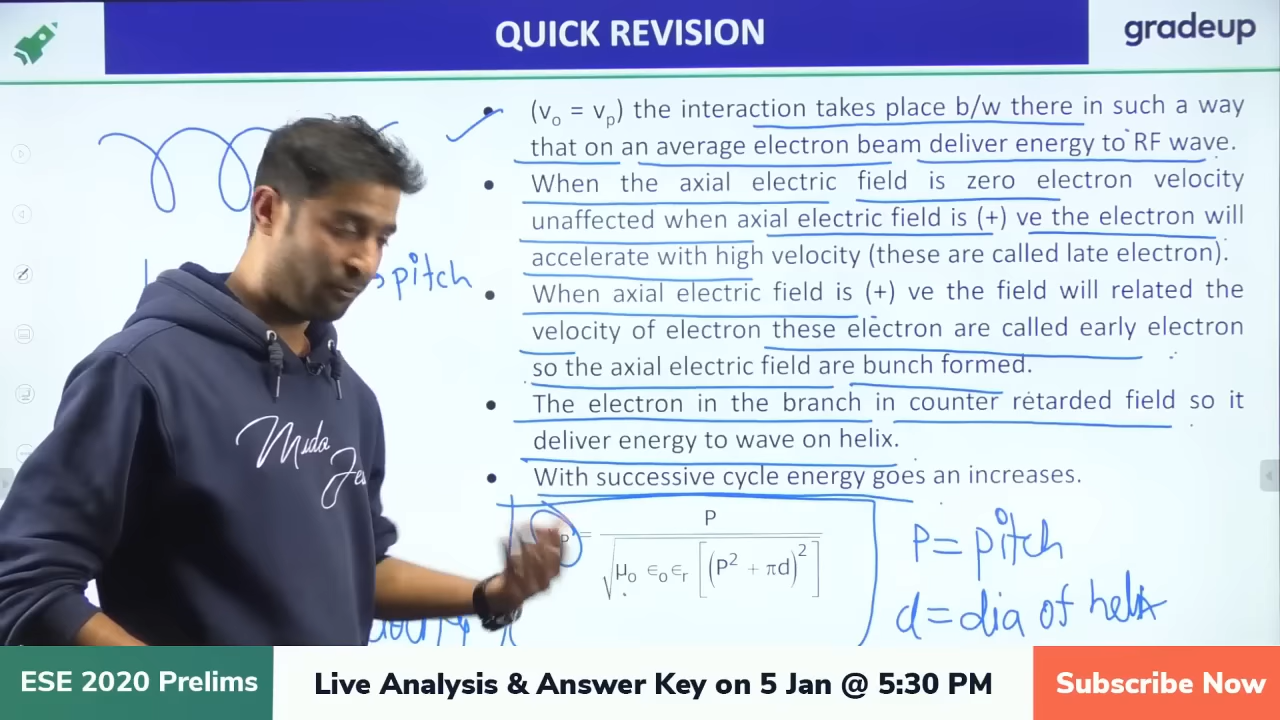 QUICK REVISION
gradeup
(vo = vp) the interaction takes place b/w there in such a way
that on an average electron beam deliver energy to RF wave.
When the axial electric field is zero electron velocity
unaffected when axial electric field is (+) ve the electron will
accelerate with high velocity (these are called late electron).
When axial electric field is (+) ve the field will related the
velocity of electron these electron are called early electron
so the axial electric field are bunch formed.
The electron in the branch in counter retarded field so it
deliver energy to wave on helix.
With successive cycle energy goes an increases.
pitch
P = P / √μo ∈o∈r [(P² + πd)²]
P = pitch
d = dia of helix
ESE 2020 Prelims
Live Analysis & Answer Key on 5 Jan @ 5:30 PM
Subscribe Now